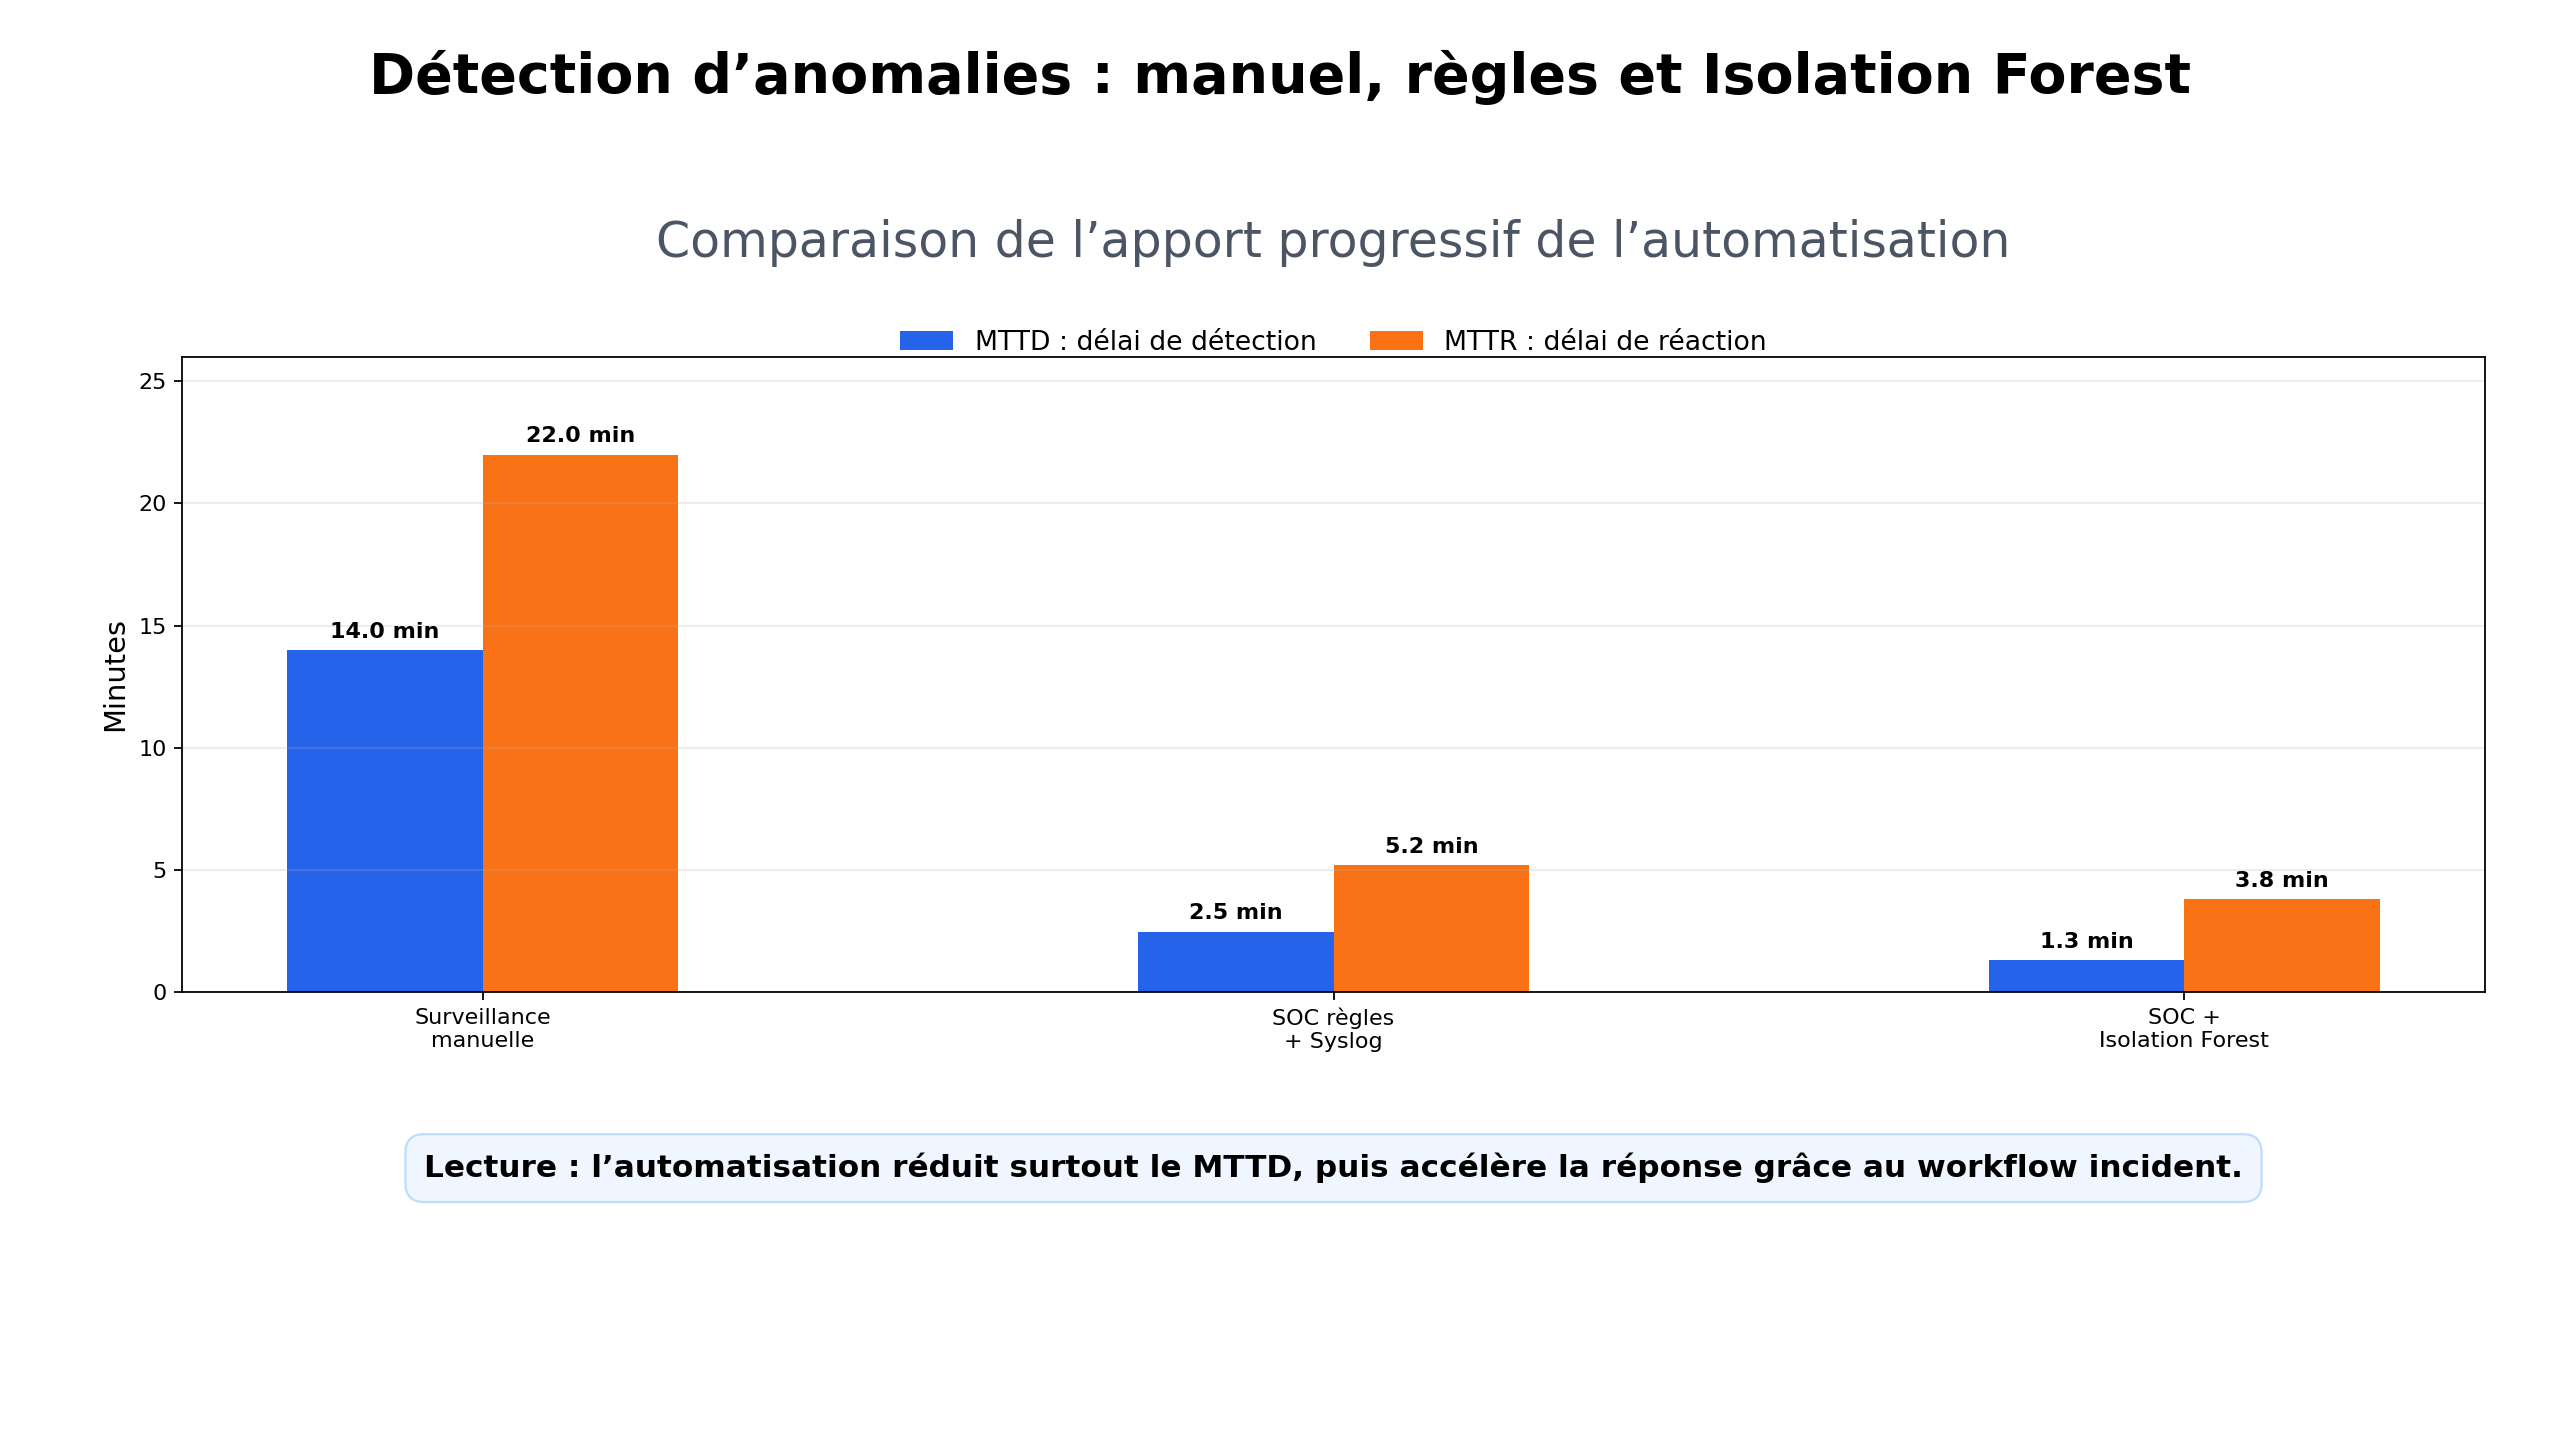 Détection d’anomalies : manuel, règles et Isolation Forest
Comparaison de l’apport progressif de l’automatisation
MTTD : délai de détection
MTTR : délai de réaction
Minutes
25
20
15
10
5
0
14.0 min
22.0 min
2.5 min
5.2 min
1.3 min
3.8 min
Surveillance
manuelle
SOC règles
+ Syslog
SOC +
Isolation Forest
Lecture : l’automatisation réduit surtout le MTTD, puis accélère la réponse grâce au workflow incident.